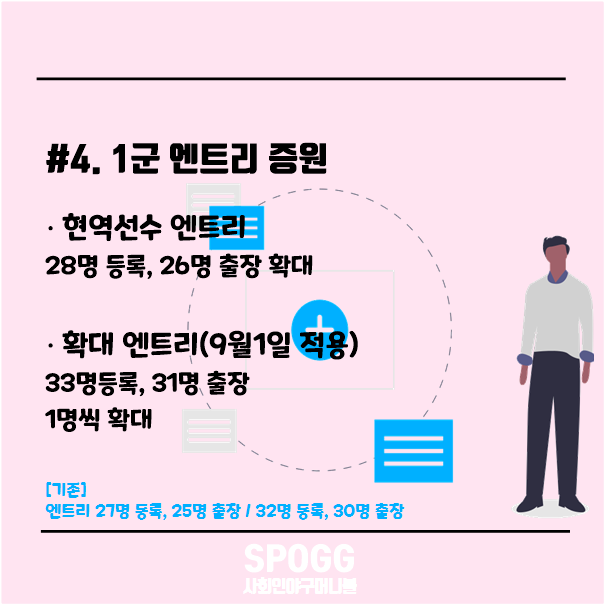 #4. 1군 엔트리 증원
· 현역선수 엔트리
28명 등록, 26명 출장 확대
· 확대 엔트리(9월1일 적용)
33명등록, 31명 출장
1명씩 확대
[기존]
엔트리 27명 등록, 25명 출장 / 32명 등록, 30명 출장
SPOGG
사회인야구머니볼